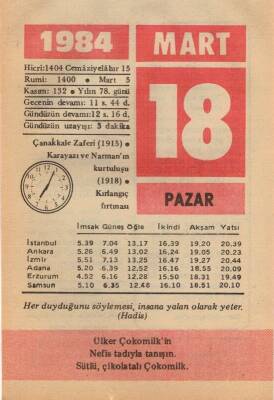 1984
MART
Hicri:1404 Cemâziyelâhır 15
Rumi: 1400 • Mart 5
Kasım: 132 • Yılın 78. günü
Gecenin devamı: 11 s. 44 d.
Gündüzün devamı:12 s. 16 d.
Gündüzün uzayışı: 3 dakika
18
PAZAR
Çanakkale Zaferi (1915) •
Karayazı ve Narman'ın
kurtuluşu
(1918) •
Kırlangıç
fırtması
İmsak Güneş Öğle İkindi Akşam Yatsı
İstanbul 5.39 7.04 13.17 16.39 19.20 20.39
Ankara 5.26 6.49 13.02 16.24 19.05 20.23
İzmir 5.51 7.13 13.25 16.47 19.27 20.44
Adana 5.20 6.39 12.52 16.16 18.55 20.09
Erzurum 4.52 6.16 12.28 15.50 18.31 19.49
Samsun 5.10 6.35 12.48 16.10 18.51 20.10
Her duyduğunu söylemesi, insana yalan olarak yeter.
(Hadis)
Ülker Çokomilk'in
Nefis tadıyla tanışın.
Sütlü, çikolatalı Çokomilk.